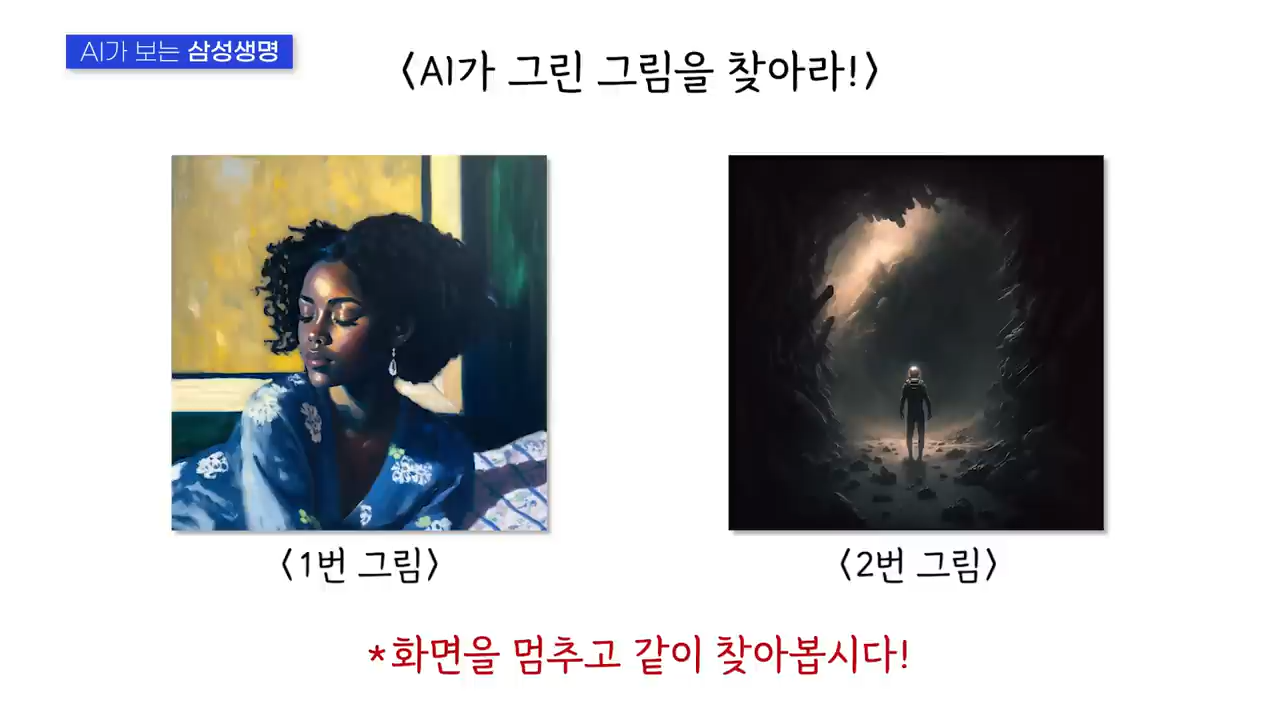 AI가 보는 삼성생명
<AI가 그린 그림을 찾아라!>
<1번 그림>
<2번 그림>
*화면을 멈추고 같이 찾아봅시다!